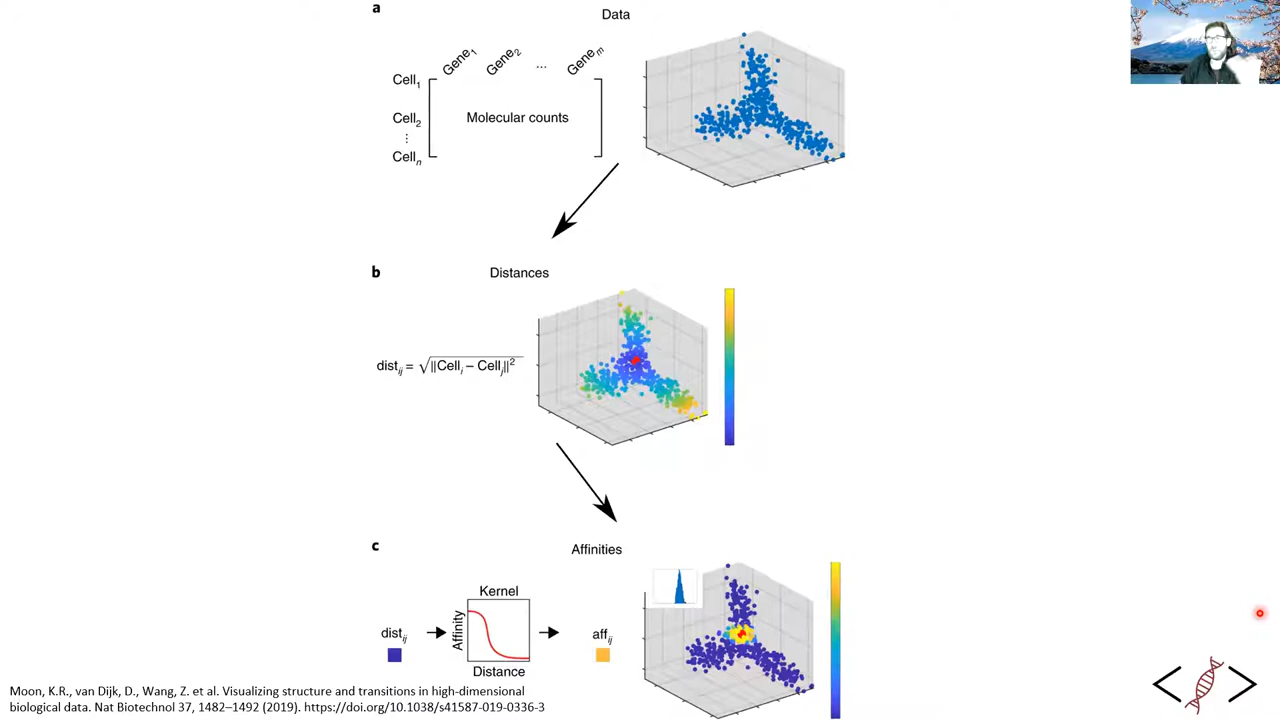 a
Data
Gene1 Gene2 ... Genem
Cell1
Cell2
⋮
Celln
Molecular counts
b
Distances
distij = √‖Celli – Cellj‖2
c
Affinities
Kernel
Affinity
distij
affij
Distance
Moon, K.R., van Dijk, D., Wang, Z. et al. Visualizing structure and transitions in high-dimensional
biological data. Nat Biotechnol 37, 1482–1492 (2019). https://doi.org/10.1038/s41587-019-0336-3